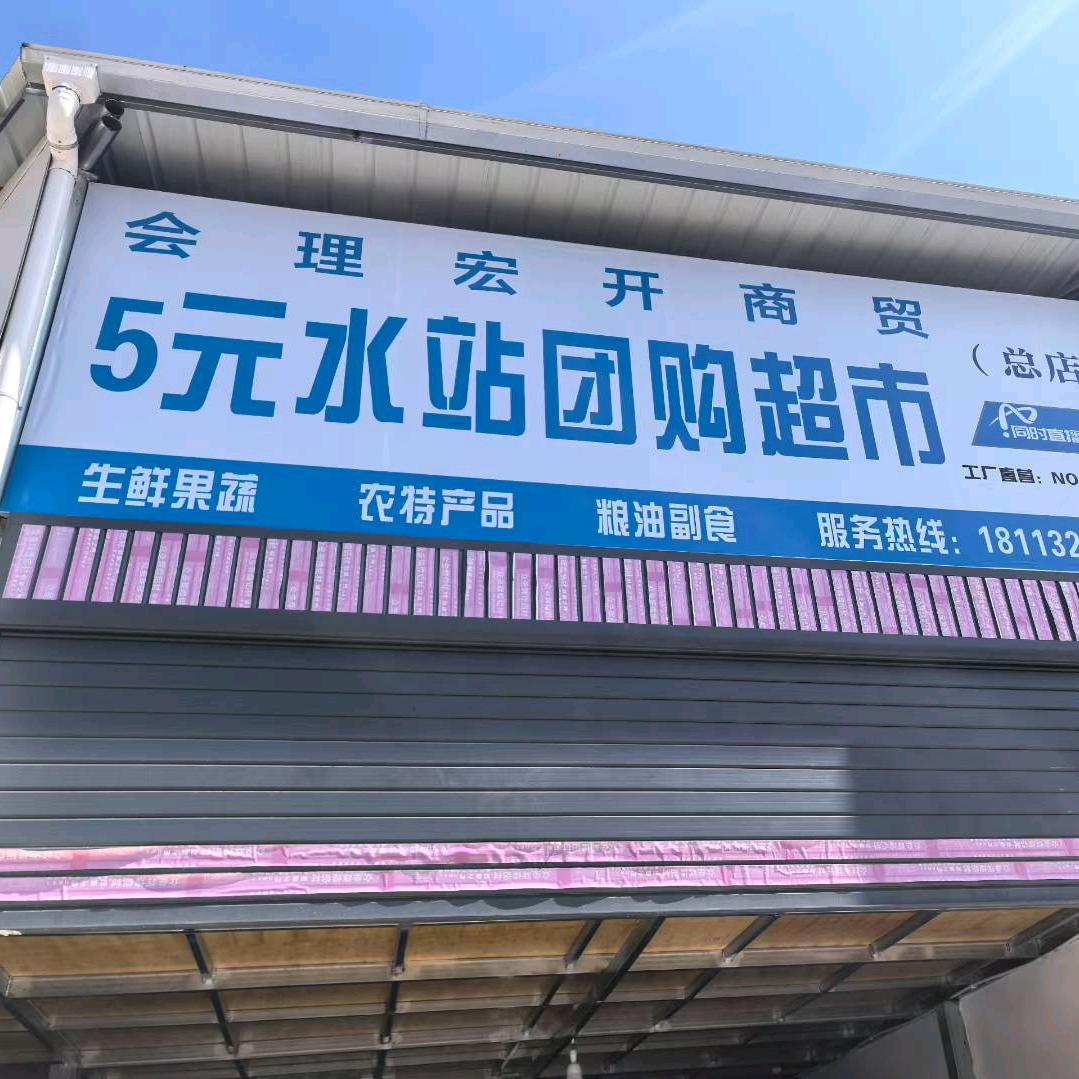 会理宏开商贸
5元水站团购超市
（总店
同时直播
工厂直营：NO
生鲜果蔬 农特产品 粮油副食 服务热线：181132